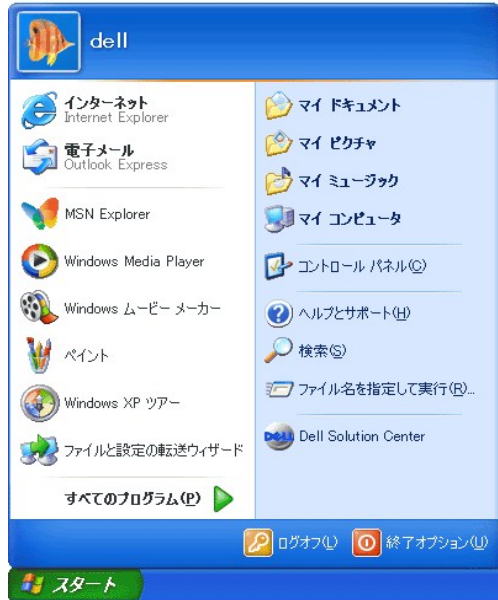 dell
インターネット
Internet Explorer
電子メール
Outlook Express
MSN Explorer
Windows Media Player
Windows ムービー メーカー
ペイント
Windows XP ツアー
ファイルと設定の転送ウィザード
すべてのプログラム(P)
マイ ドキュメント
マイ ピクチャ
マイ ミュージック
マイ コンピュータ
コントロール パネル(C)
ヘルプとサポート(H)
検索(S)
ファイル名を指定して実行(R)...
DELL
Dell Solution Center
ログオフ(L)
終了オプション(U)
スタート